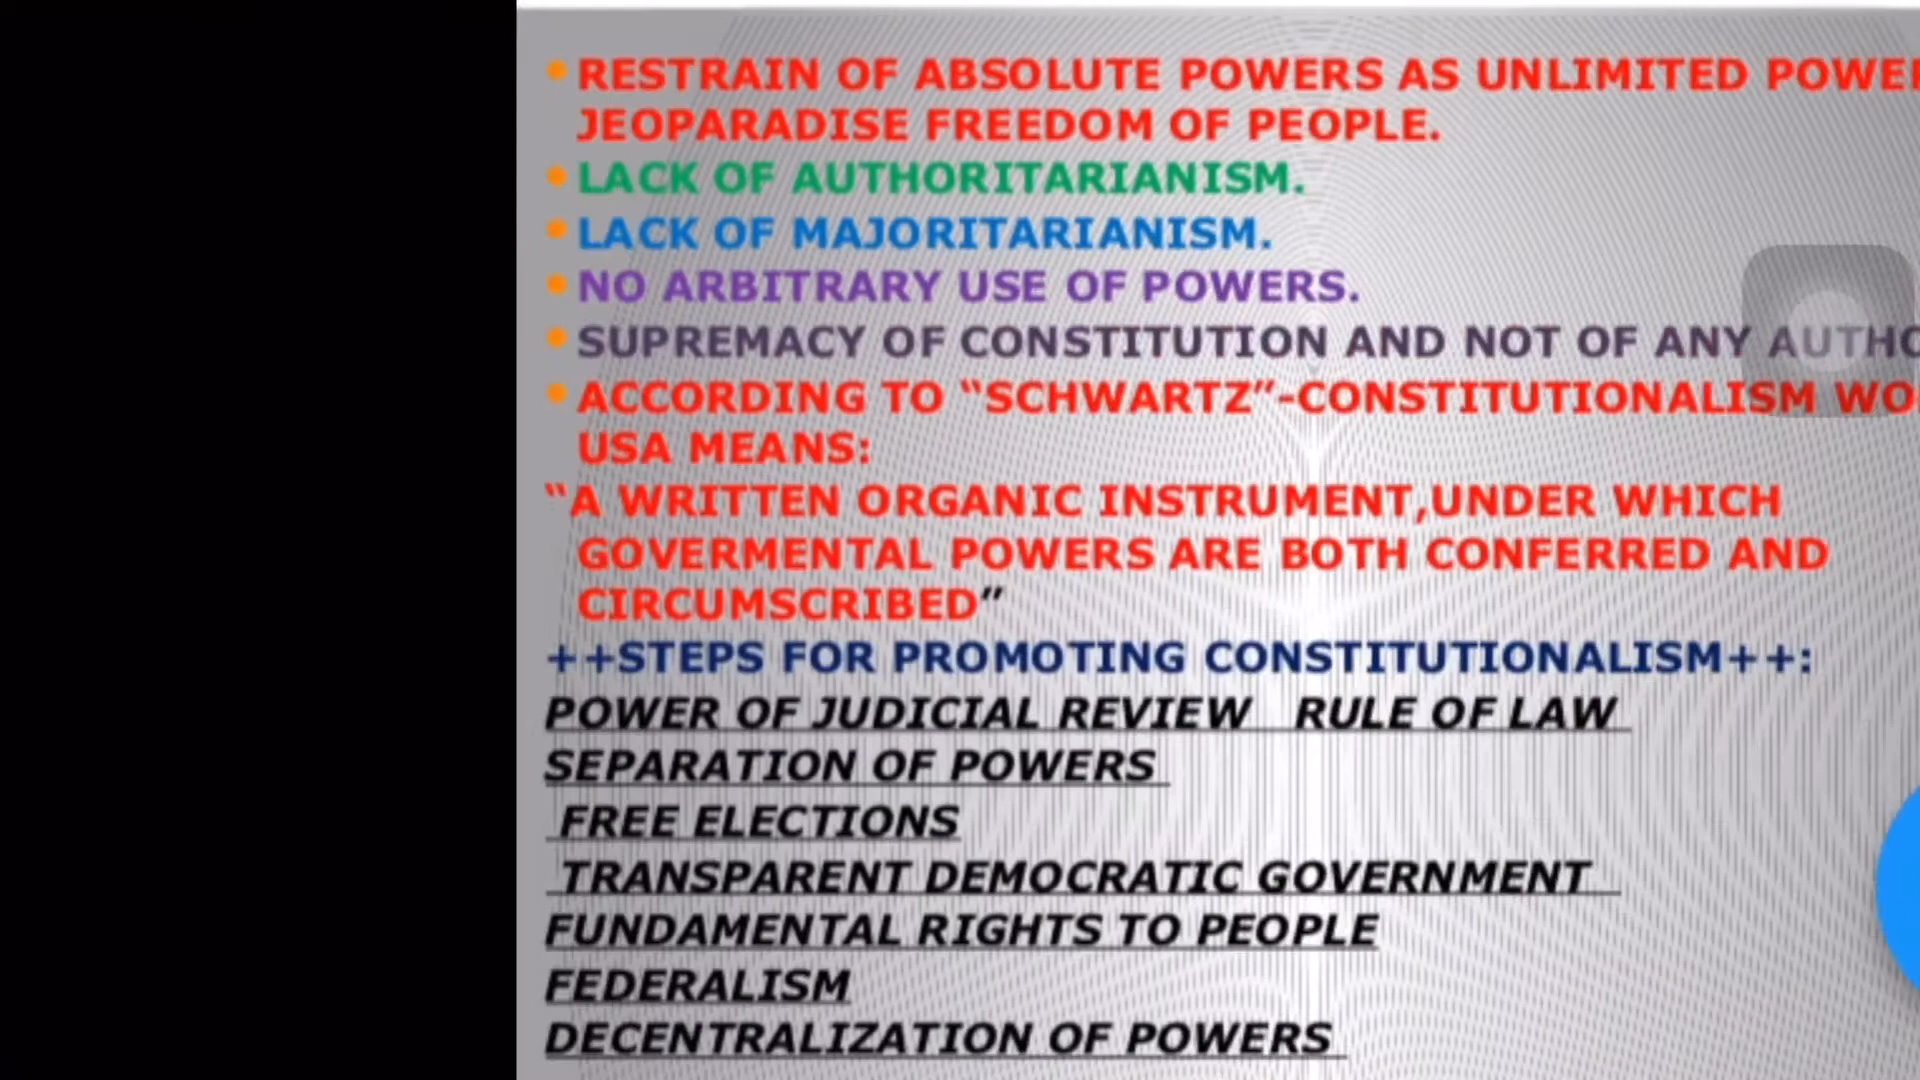 RESTRAIN OF ABSOLUTE POWERS AS UNLIMITED POWE
JEOPARADISE FREEDOM OF PEOPLE.
LACK OF AUTHORITARIANISM.
LACK OF MAJORITARIANISM.
NO ARBITRARY USE OF POWERS.
SUPREMACY OF CONSTITUTION AND NOT OF ANY AUTHO
ACCORDING TO “SCHWARTZ”-CONSTITUTIONALISM WO
USA MEANS:
“A WRITTEN ORGANIC INSTRUMENT,UNDER WHICH
GOVERMENTAL POWERS ARE BOTH CONFERRED AND
CIRCUMSCRIBED”
++STEPS FOR PROMOTING CONSTITUTIONALISM++:
POWER OF JUDICIAL REVIEW RULE OF LAW
SEPARATION OF POWERS
FREE ELECTIONS
TRANSPARENT DEMOCRATIC GOVERNMENT
FUNDAMENTAL RIGHTS TO PEOPLE
FEDERALISM
DECENTRALIZATION OF POWERS